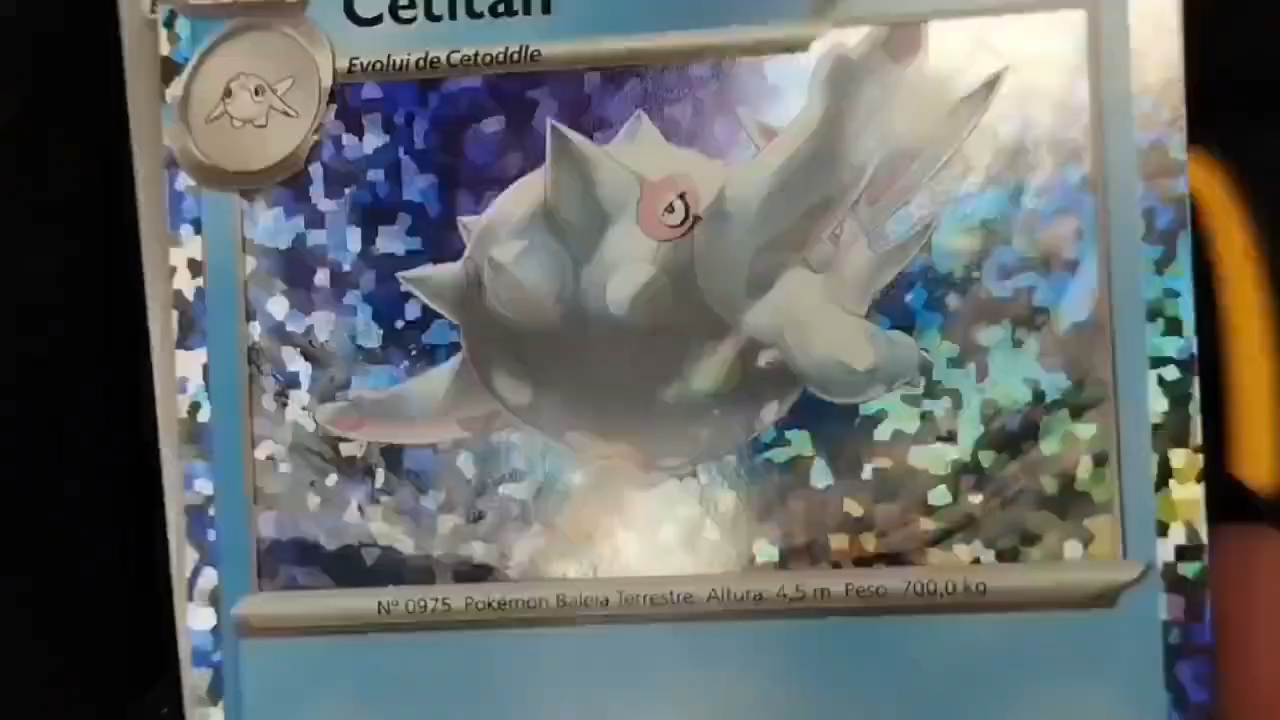 Cetitan
Evolui de Cetoddle
Nº 0975 Pokémon Baleia Terrestre Altura: 4,5 m Peso: 700,0 kg